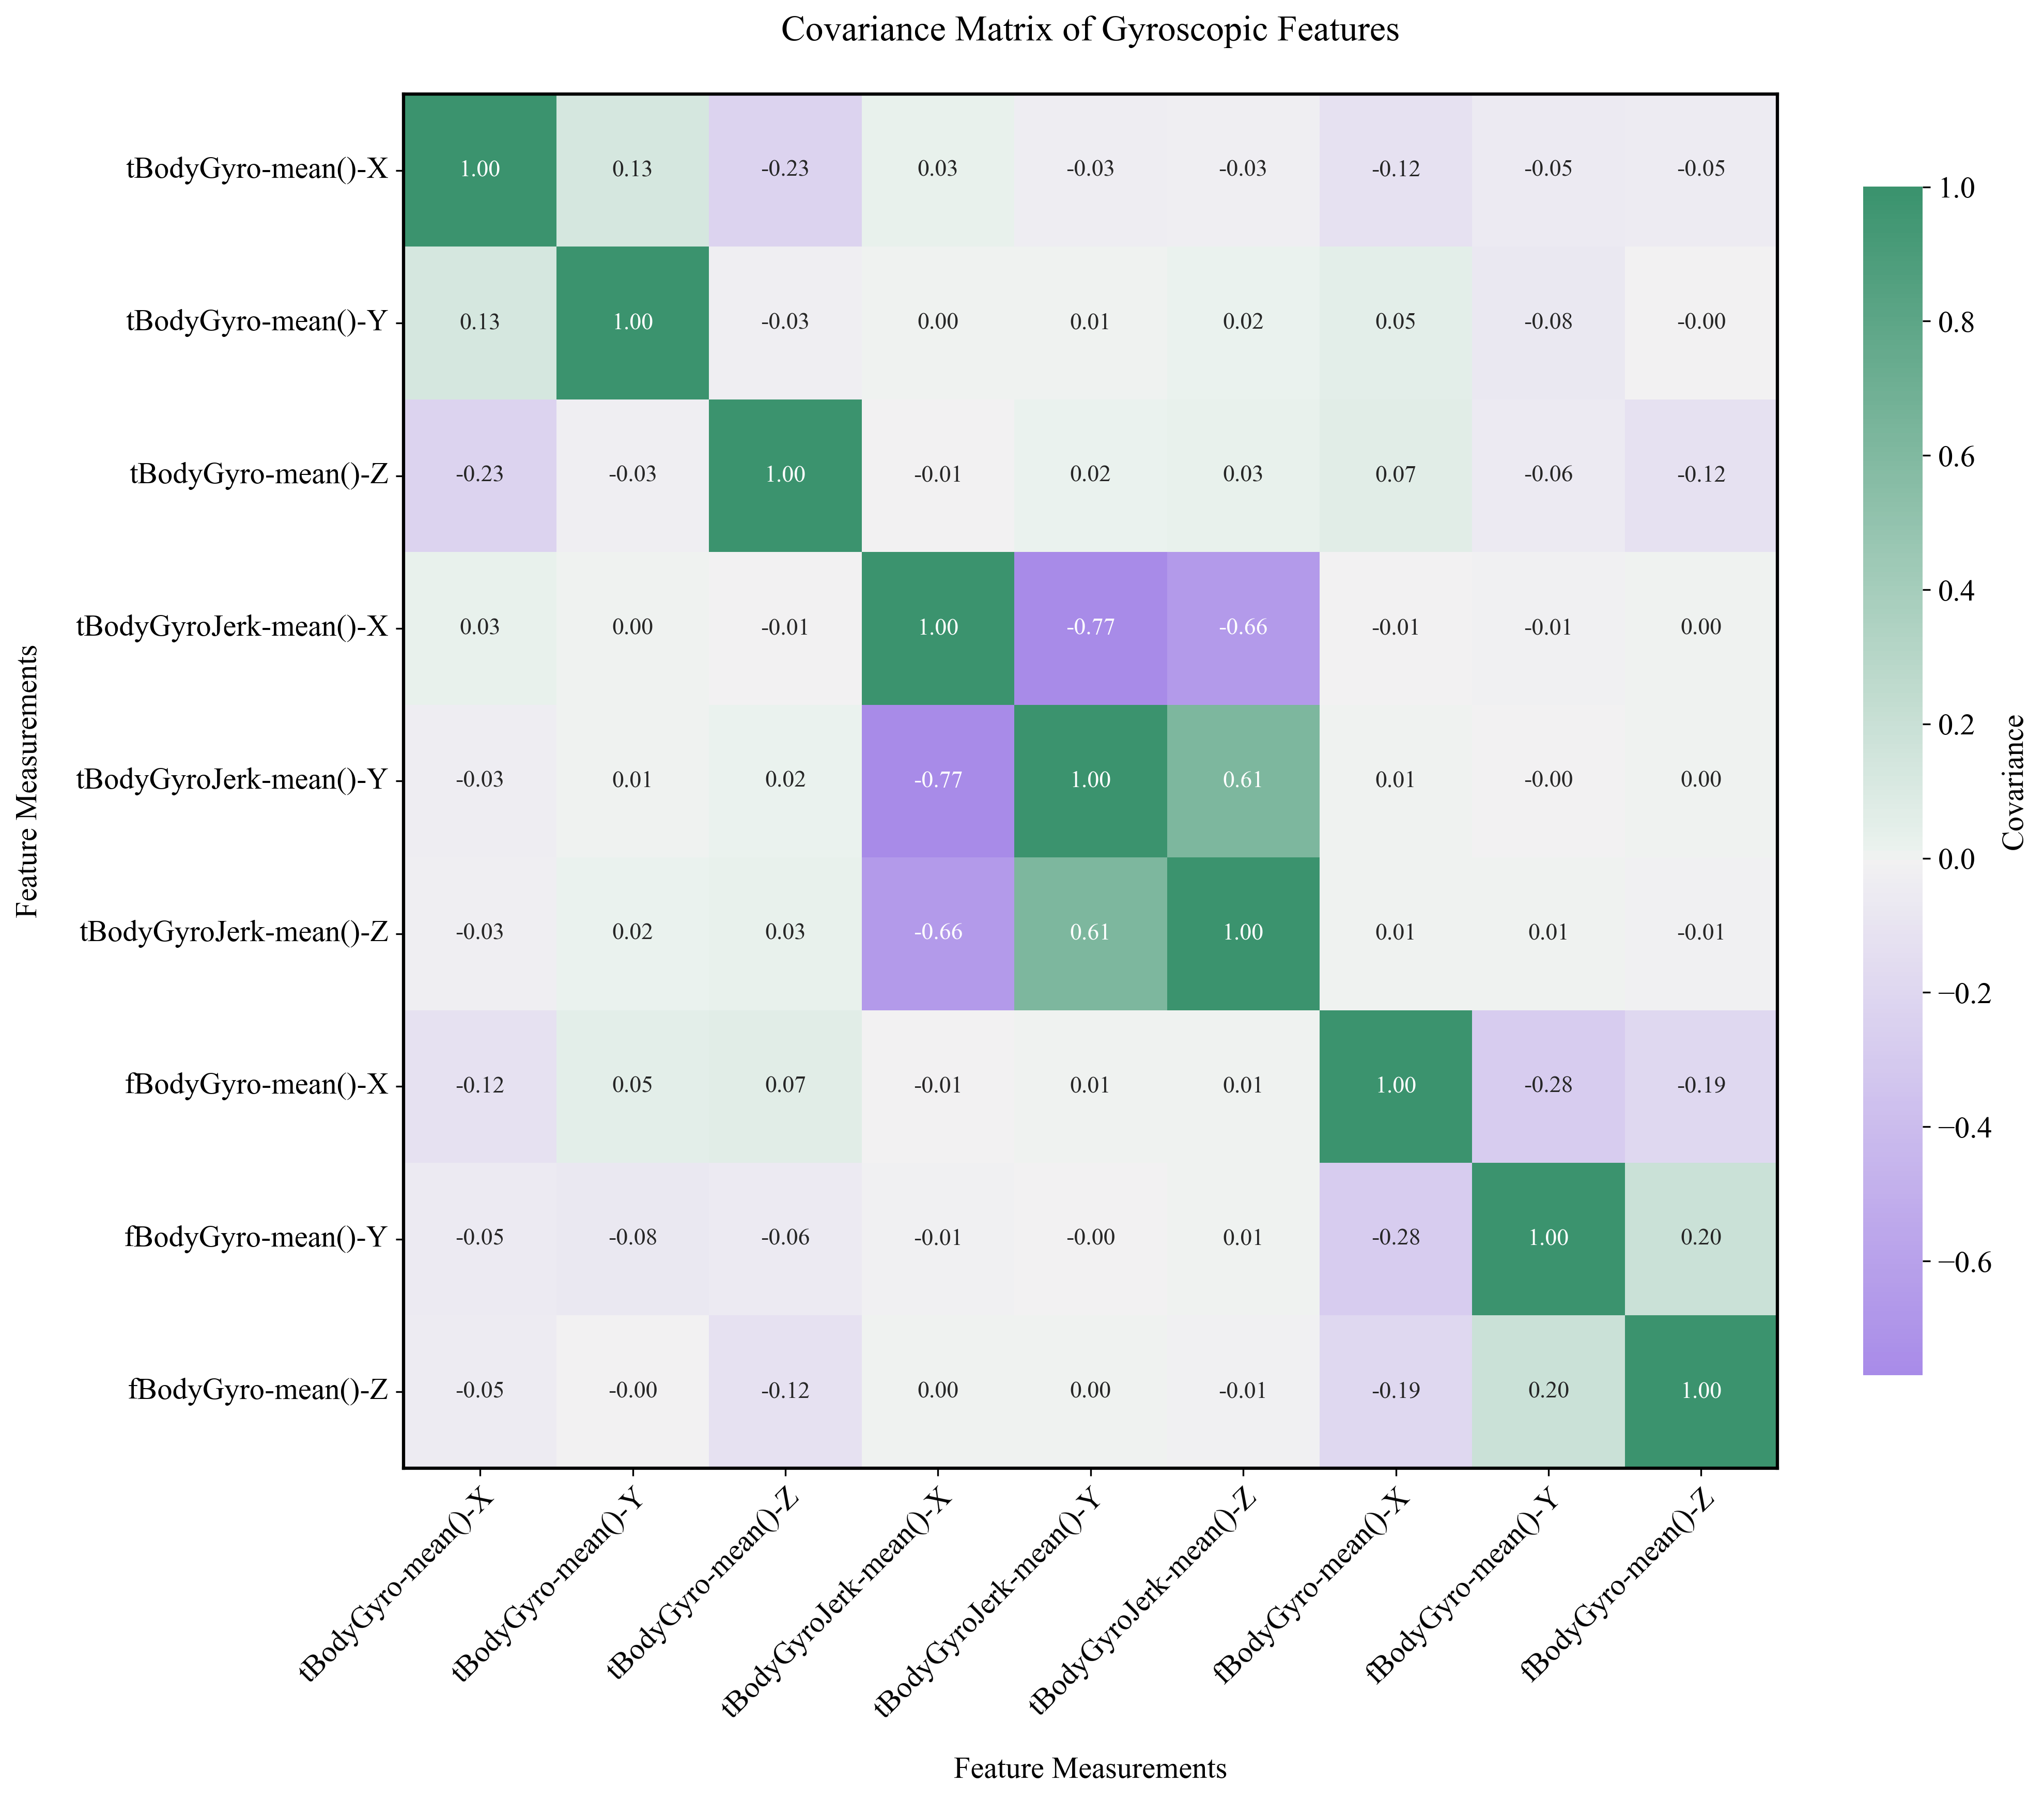 Covariance Matrix of Gyroscopic Features
Feature Measurements
tBodyGyro-mean()-X 1.00 0.13 -0.23 0.03 -0.03 -0.03 -0.12 -0.05 -0.05
tBodyGyro-mean()-Y 0.13 1.00 -0.03 0.00 0.01 0.02 0.05 -0.08 -0.00
tBodyGyro-mean()-Z -0.23 -0.03 1.00 -0.01 0.02 0.03 0.07 -0.06 -0.12
tBodyGyroJerk-mean()-X 0.03 0.00 -0.01 1.00 -0.77 -0.66 -0.01 -0.01 0.00
tBodyGyroJerk-mean()-Y -0.03 0.01 0.02 -0.77 1.00 0.61 0.01 -0.00 0.00
tBodyGyroJerk-mean()-Z -0.03 0.02 0.03 -0.66 0.61 1.00 0.01 0.01 -0.01
fBodyGyro-mean()-X -0.12 0.05 0.07 -0.01 0.01 0.01 1.00 -0.28 -0.19
fBodyGyro-mean()-Y -0.05 -0.08 -0.06 -0.01 -0.00 0.01 -0.28 1.00 0.20
fBodyGyro-mean()-Z -0.05 -0.00 -0.12 0.00 0.00 -0.01 -0.19 0.20 1.00
tBodyGyro-mean()-X
tBodyGyro-mean()-Y
tBodyGyro-mean()-Z
tBodyGyroJerk-mean()-X
tBodyGyroJerk-mean()-Y
tBodyGyroJerk-mean()-Z
fBodyGyro-mean()-X
fBodyGyro-mean()-Y
fBodyGyro-mean()-Z
Feature Measurements
1.0
0.8
0.6
0.4
0.2
0.0
−0.2
−0.4
−0.6
Covariance